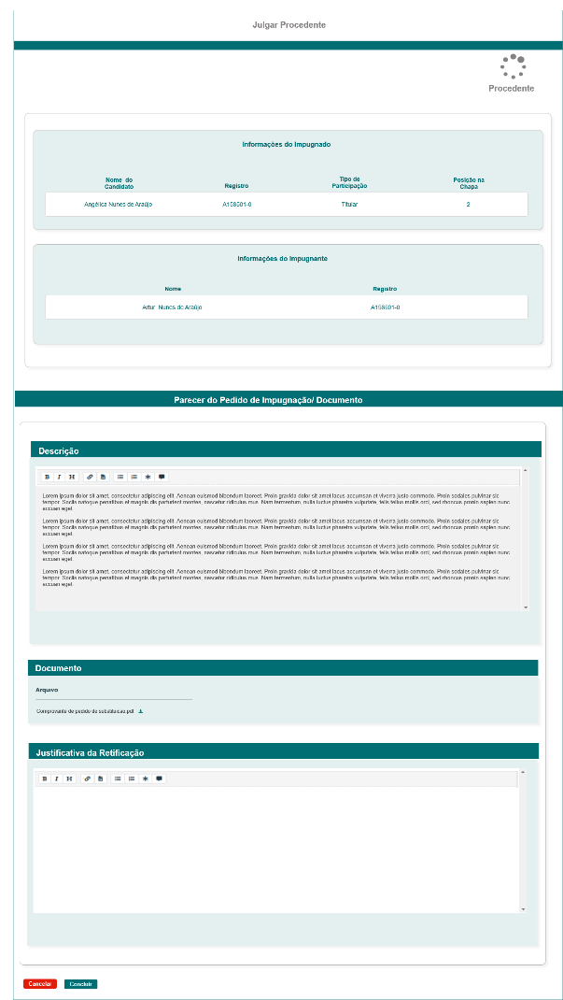 Julgar Procedente
Procedente
Informações do Impugnado
Nome do Candidato
Registro
Tipo de Participação
Posição na Chapa
Angélica Nunes de Araújo
A158501-0
Titular
2
Informações do Impugnante
Nome
Registro
Artur Nunes de Araújo
A158501-0
Parecer do Pedido de Impugnação/ Documento
Descrição
B I H
Lorem ipsum dolor sit amet, consectetur adipiscing elit. Aenean euismod bibendum laoreet. Proin gravida dolor sit amet lacus accumsan et viverra justo commodo. Proin sodales pulvinar sic
tempor. Sociis natoque penatibus et magnis dis parturient montes, nascetur ridiculus mus. Nam fermentum, nulla luctus pharetra vulputate, felis tellus mollis orci, sed rhoncus pronin sapien nunc
accuan eget.
Lorem ipsum dolor sit amet, consectetur adipiscing elit. Aenean euismod bibendum laoreet. Proin gravida dolor sit amet lacus accumsan et viverra justo commodo. Proin sodales pulvinar sic
tempor. Sociis natoque penatibus et magnis dis parturient montes, nascetur ridiculus mus. Nam fermentum, nulla luctus pharetra vulputate, felis tellus mollis orci, sed rhoncus pronin sapien nunc
accuan eget.
Lorem ipsum dolor sit amet, consectetur adipiscing elit. Aenean euismod bibendum laoreet. Proin gravida dolor sit amet lacus accumsan et viverra justo commodo. Proin sodales pulvinar sic
tempor. Sociis natoque penatibus et magnis dis parturient montes, nascetur ridiculus mus. Nam fermentum, nulla luctus pharetra vulputate, felis tellus mollis orci, sed rhoncus pronin sapien nunc
accuan eget.
Lorem ipsum dolor sit amet, consectetur adipiscing elit. Aenean euismod bibendum laoreet. Proin gravida dolor sit amet lacus accumsan et viverra justo commodo. Proin sodales pulvinar sic
tempor. Sociis natoque penatibus et magnis dis parturient montes, nascetur ridiculus mus. Nam fermentum, nulla luctus pharetra vulputate, felis tellus mollis orci, sed rhoncus pronin sapien nunc
accuan eget.
Documento
Arquivo
Comprovante de pedido de substituicao.pdf
Justificativa da Retificação
B I H
Cancelar
Concluir